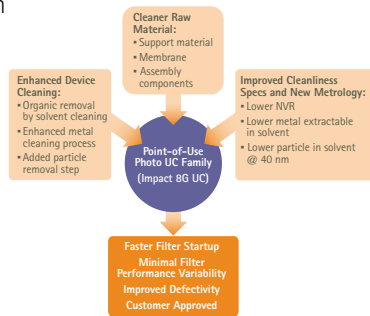 n
Cleaner Raw
Material:
• Support material
• Membrane
• Assembly
components
Enhanced Device
Cleaning:
• Organic removal
by solvent cleaning
• Enhanced metal
cleaning process
• Added particle
removal step
Improved Cleanliness
Specs and New Metrology:
• Lower NVR
• Lower metal extractable
in solvent
• Lower particle in solvent
@ 40 nm
Point-of-Use
Photo UC Family
(Impact 8G UC)
Faster Filter Startup
Minimal Filter
Performance Variability
Improved Defectivity
Customer Approved